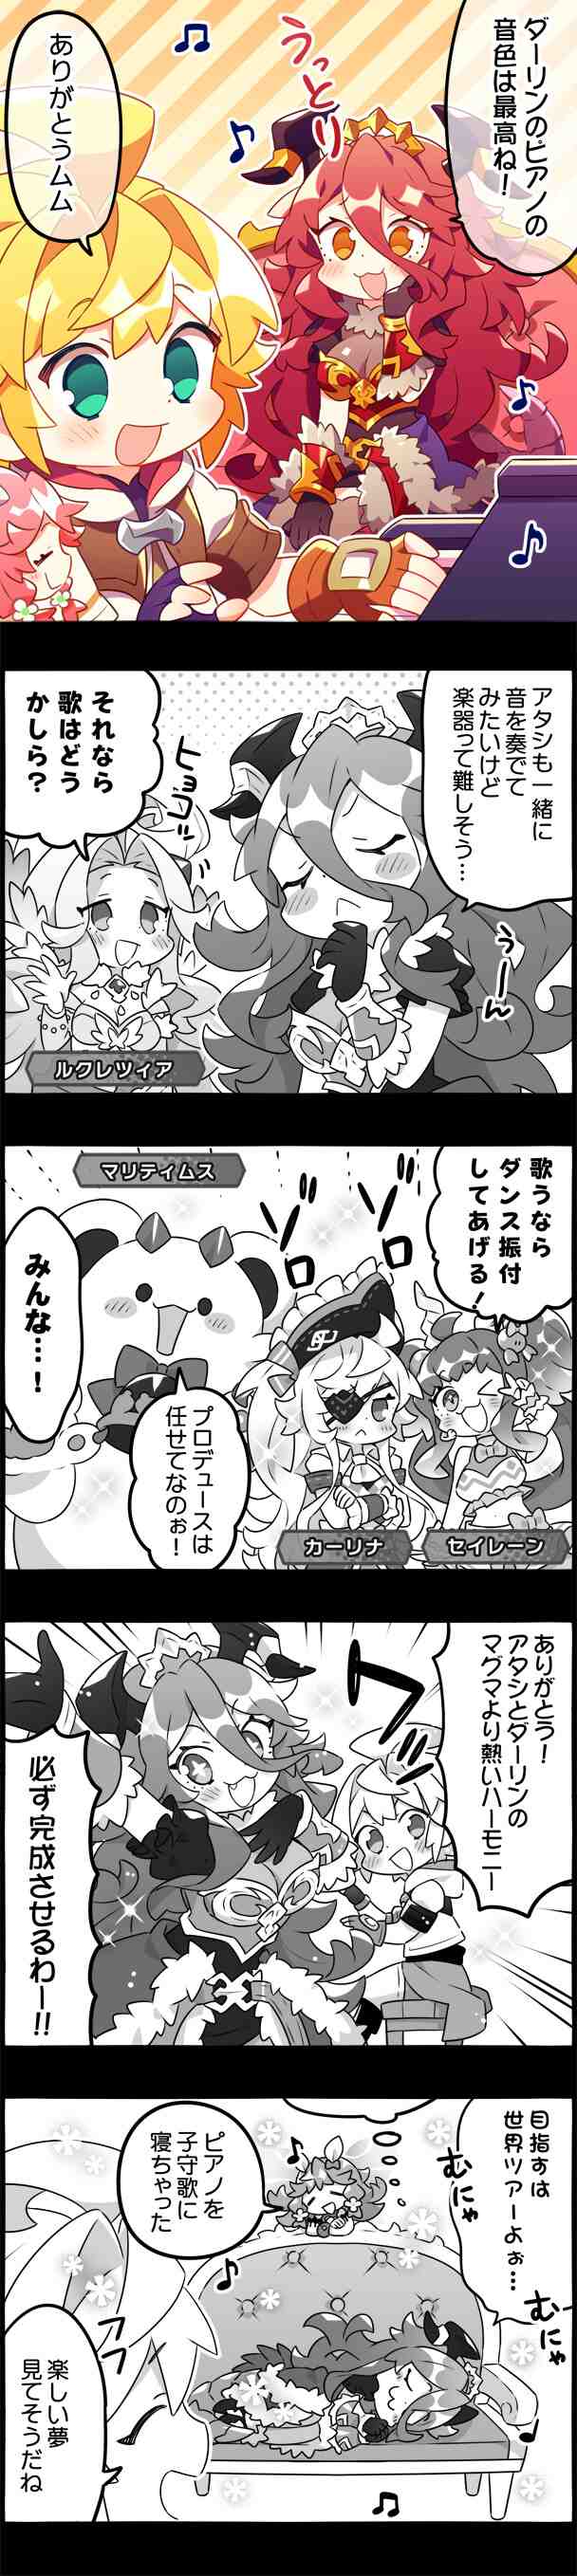 ダーリンのピアノの
音色は最高ね！
うっとり
ありがとうムム
アタシも一緒に
音を奏でて
みたいけど
楽器って難しそう…
うーん
ヒョコッ
それなら
歌はどう
かしら？
ルクレツィア
歌うなら
ダンス振付
してあげる！
ゾロ
ゾロ
マリティムス
プロデュースは
任せてなのぉ！
みんな…！
カーリナ
セイレーン
ありがとう！
アタシとダーリンの
マグマより熱いハーモニー
必ず完成させるわー!!
目指すは
世界ツアーよぉ…
むにゃ
むにゃ
ピアノを
子守歌に
寝ちゃった
アフ
楽しい夢
見てそうだね